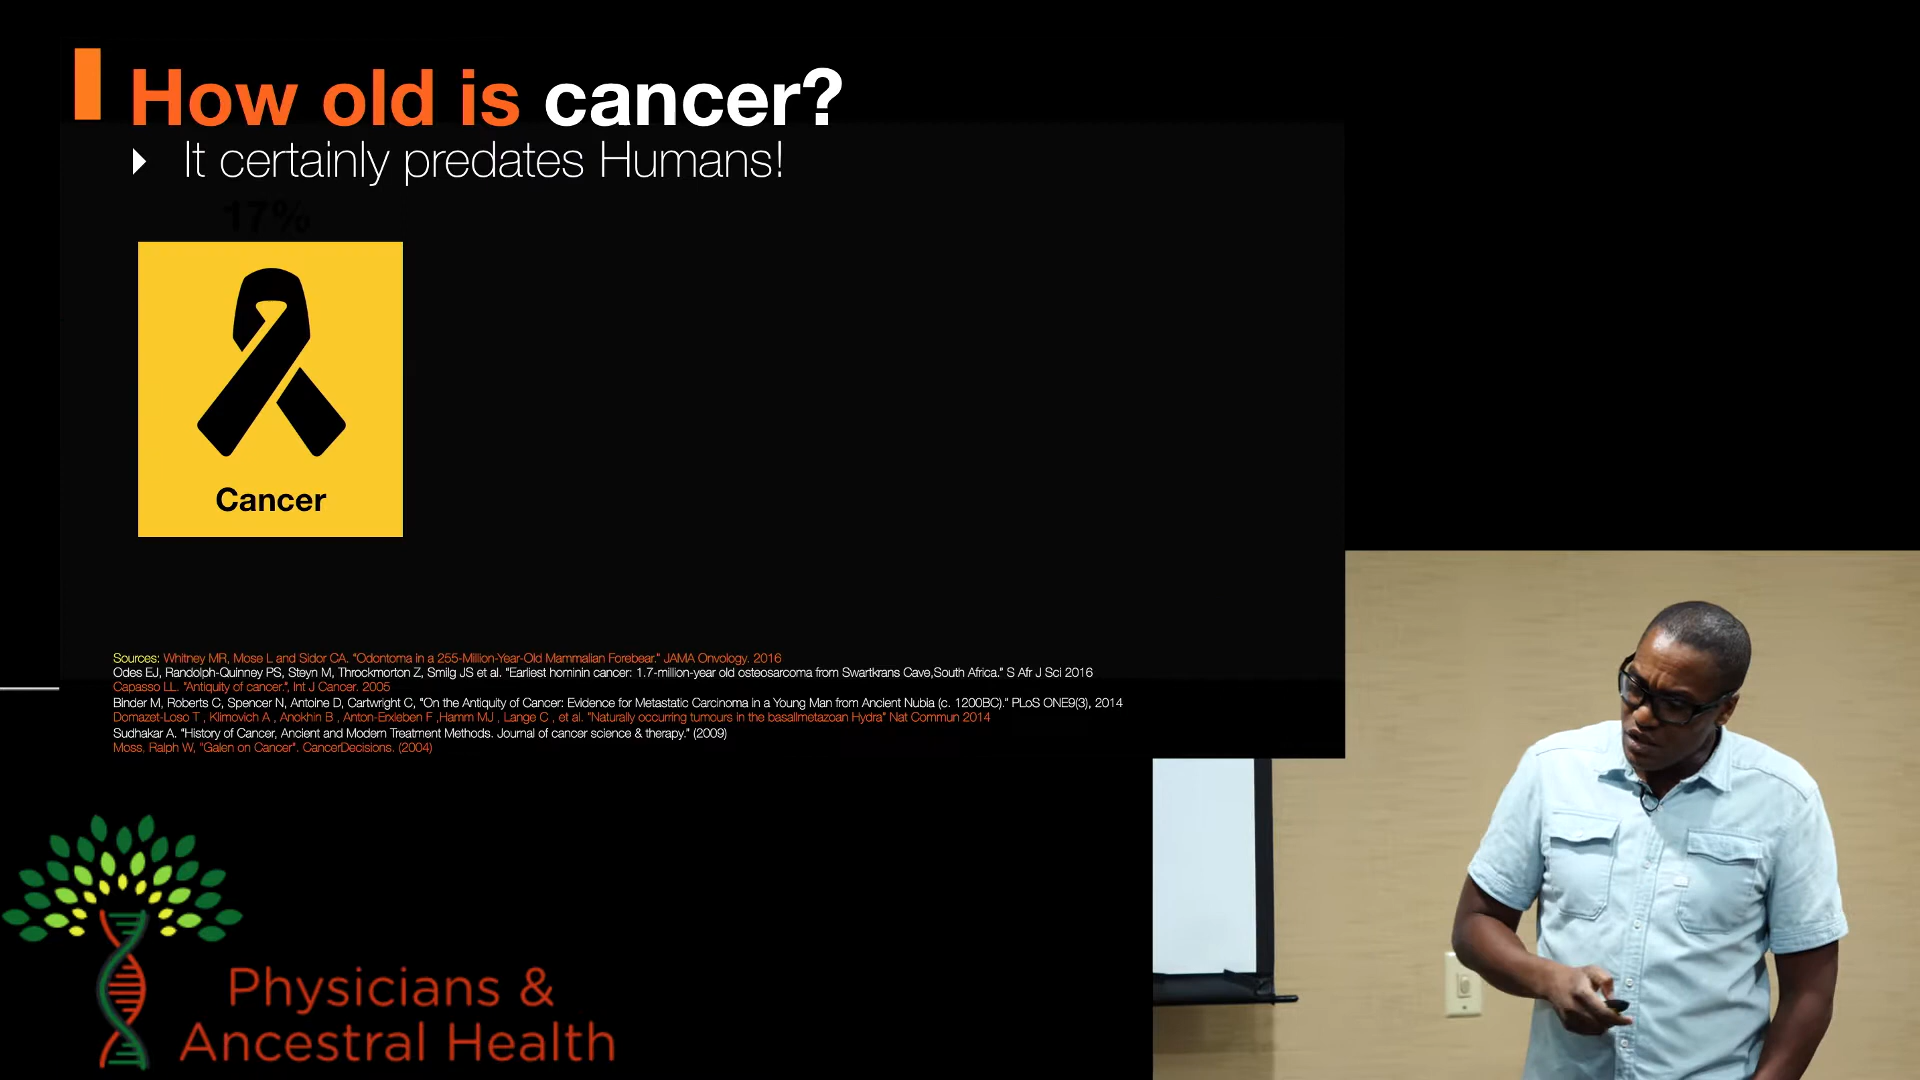 How old is cancer?
It certainly predates Humans!
17%
Cancer
Sources: Whitney MR, Mose L and Sidor CA. "Odontoma in a 255-Million-Year-Old Mammalian Forebear." JAMA Onvology. 2016
Odes EJ, Randolph-Quinney PS, Steyn M, Throckmorton Z, Smilg JS et al. "Earliest hominin cancer: 1.7-million-year old osteosarcoma from Swartkrans Cave,South Africa." S Afr J Sci 2016
Capasso LL. "Antiquity of cancer.", Int J Cancer. 2005
Binder M, Roberts C, Spencer N, Antoine D, Cartwright C, "On the Antiquity of Cancer: Evidence for Metastatic Carcinoma in a Young Man from Ancient Nubia (c. 1200BC)." PLoS ONE9(3), 2014
Domazet-Loso T , Klimovich A , Anokhin B , Anton-Erxleben F ,Hamm MJ , Lange C , et al. "Naturally occurring tumours in the basalmetazoan Hydra" Nat Commun 2014
Sudhakar A. "History of Cancer, Ancient and Modern Treatment Methods. Journal of cancer science & therapy." (2009)
Moss, Ralph W, "Galen on Cancer". CancerDecisions. (2004)
Physicians &
Ancestral Health